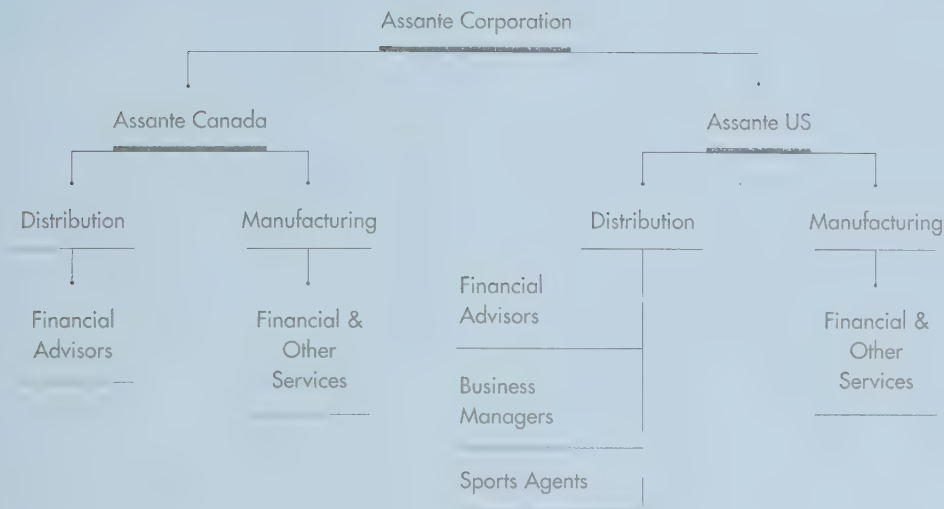 Assante Corporation
Assante Canada
Assante US
Distribution
Manufacturing
Distribution
Manufacturing
Financial
Advisors
Financial &
Other
Services
Financial
Advisors
Business
Managers
Sports Agents
Financial &
Other
Services